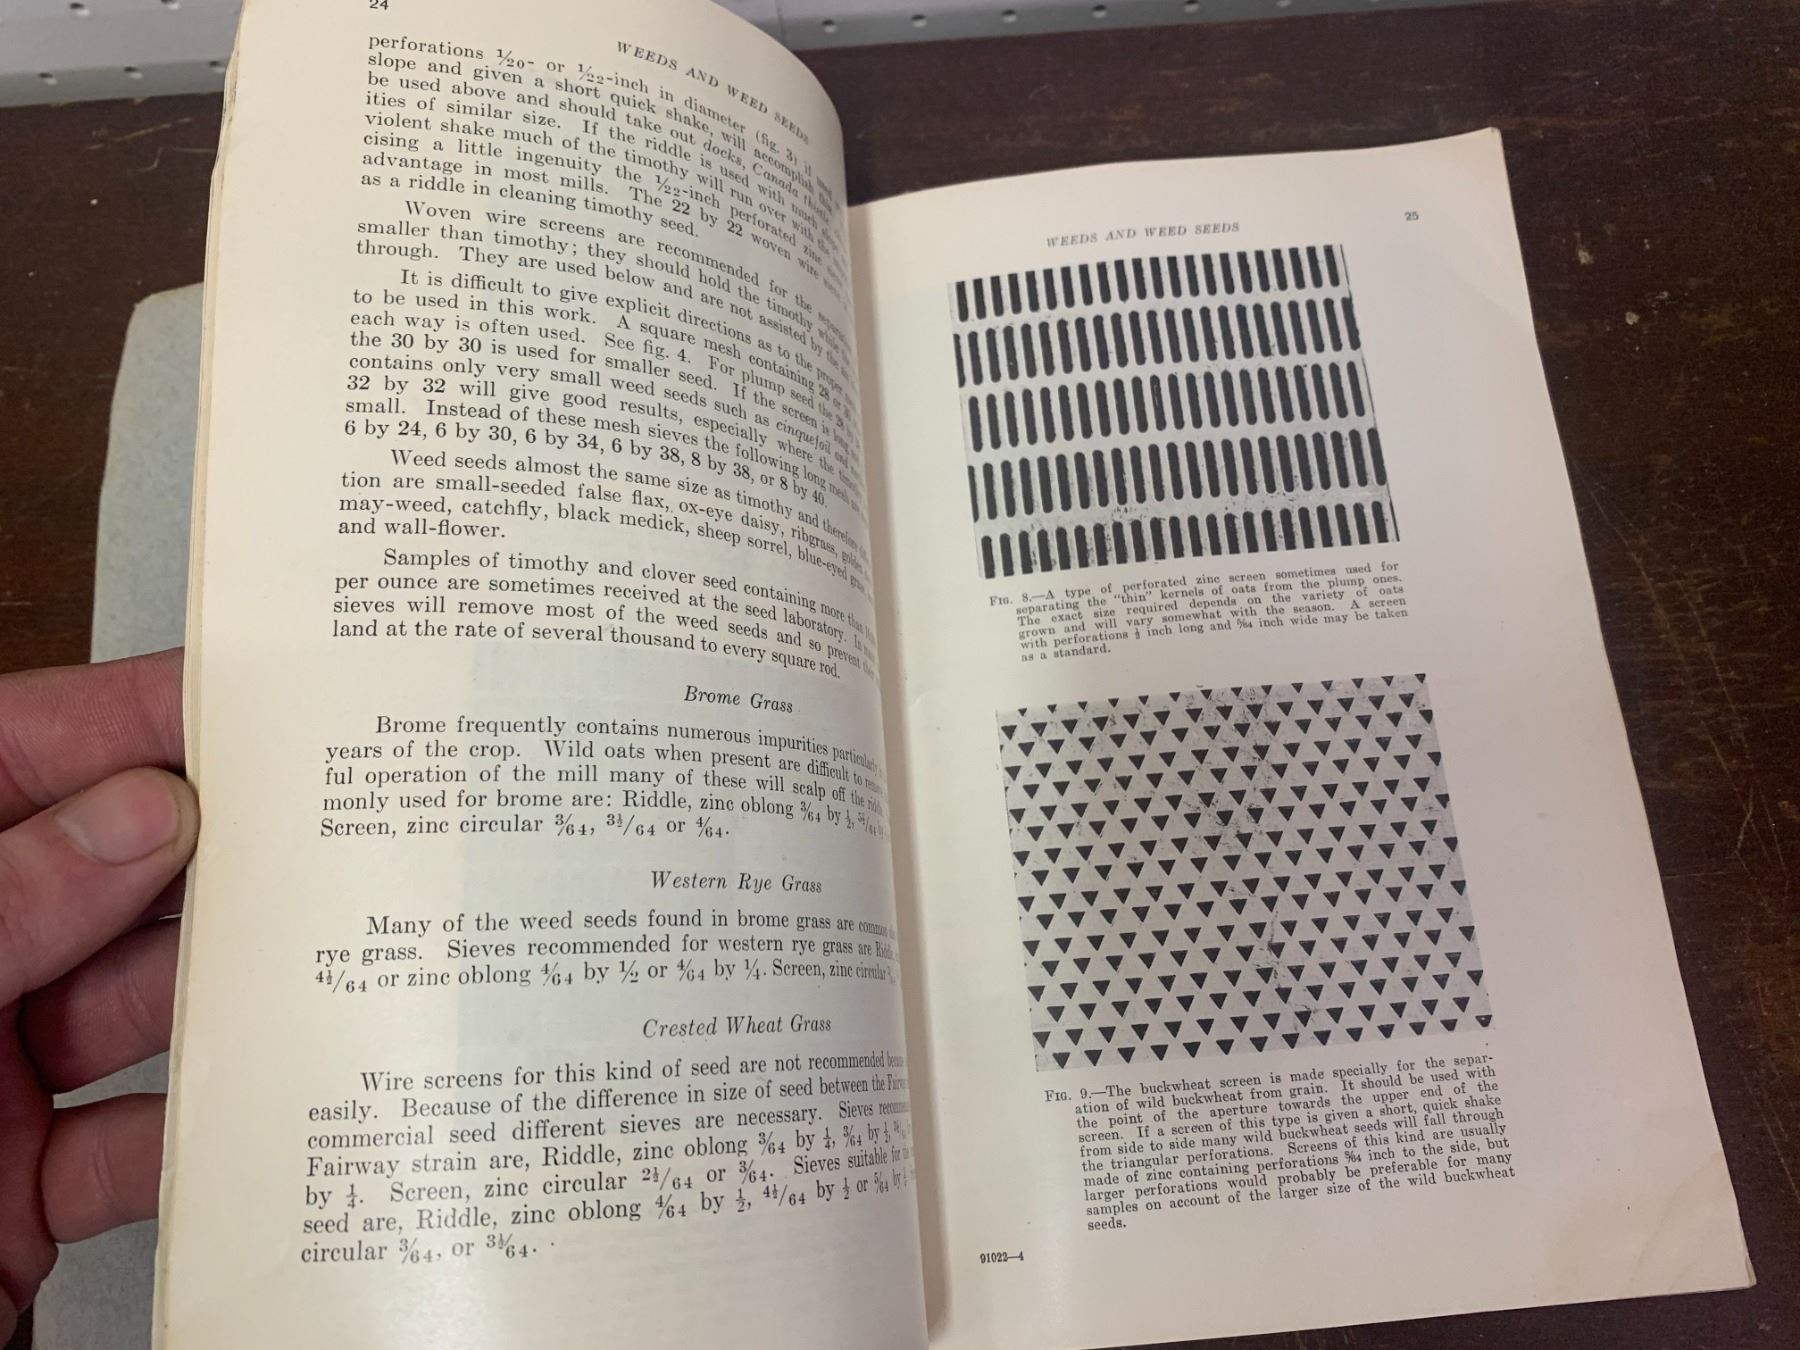 24
WEEDS AND WEED SEEDS
perforations 1/20- or 1/22-inch in diameter (fig. 3) if used
slope and given a short quick shake, will accomplish this
be used above and should take out docks, Canada thistle
ities of similar size. If the riddle is used with much slope
violent shake much of the timothy will run over with the
cising a little ingenuity the 1/22-inch perforated zinc
advantage in most mills. The 22 by 22 woven wire
as a riddle in cleaning timothy seed.
Woven wire screens are recommended for the
smaller than timothy; they should hold the timothy while the
through. They are used below and are not assisted by the
It is difficult to give explicit directions as to the proper
to be used in this work. A square mesh containing 28 or 30
each way is often used. See fig. 4. For plump seed the 28 by
the 30 by 30 is used for smaller seed. If the screen is long
contains only very small weed seeds such as cinquefoil and
32 by 32 will give good results, especially where the timothy
small. Instead of these mesh sieves the following long mesh
6 by 24, 6 by 30, 6 by 34, 6 by 38, 8 by 38, or 8 by 40.
Weed seeds almost the same size as timothy and therefore
tion are small-seeded false flax, ox-eye daisy, ribgrass,
may-weed, catchfly, black medick, sheep sorrel, blue-eyed grass
and wall-flower.
Samples of timothy and clover seed containing more than
per ounce are sometimes received at the seed laboratory. In
sieves will remove most of the weed seeds and so prevent
land at the rate of several thousand to every square rod.
Brome Grass
Brome frequently contains numerous impurities particularly
years of the crop. Wild oats when present are difficult to
ful operation of the mill many of these will scalp off the
monly used for brome are: Riddle, zinc oblong 3/64 by 1/2,
Screen, zinc circular 3/64, 3½/64 or 4/64.
Western Rye Grass
Many of the weed seeds found in brome grass are common
rye grass. Sieves recommended for western rye grass are
4½/64 or zinc oblong 4/64 by 1/2 or 4/64 by 1/4. Screen, zinc circular
Crested Wheat Grass
Wire screens for this kind of seed are not recommended
easily. Because of the difference in size of seed between the
commercial seed different sieves are necessary. Sieves
Fairway strain are, Riddle, zinc oblong 3/64 by ¼, 3/64 by ½,
by ¼. Screen, zinc circular 2½/64 or 3/64. Sieves suitable for
seed are, Riddle, zinc oblong 4/64 by ½, 4½/64 by ½ or 5/64 by
circular 3/64, or 3½/64.
WEEDS AND WEED SEEDS
25
FIG. 8.—A type of perforated zinc screen sometimes used for
separating the "thin" kernels of oats from the plump ones.
The exact size required depends on the variety of oats
grown and will vary somewhat with the season. A screen
with perforations ½ inch long and inch wide may be taken
as a standard.
FIG. 9.—The buckwheat screen is made specially for the separ-
ation of wild buckwheat from grain. It should be used with
the point of the aperture towards the upper end of the
screen. If a screen of this type is given a short, quick shake
from side to side many wild buckwheat seeds will fall through
the triangular perforations. Screens of this kind are usually
made of zinc containing perforations inch to the side, but
larger perforations would probably be preferable for many
samples on account of the larger size of the wild buckwheat
seeds.
91022—4